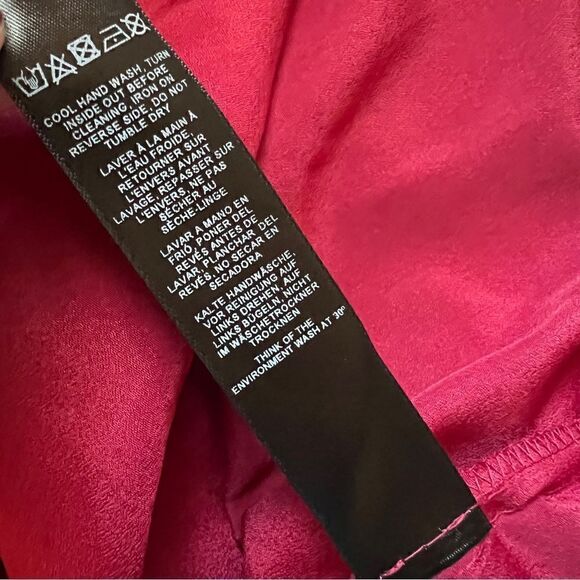 COOL HAND WASH, TURN
INSIDE OUT BEFORE
CLEANING, IRON ON
REVERSE SIDE, DO NOT
TUMBLE DRY
LAVER À LA MAIN À
L'EAU FROIDE,
RETOURNER SUR
L'ENVERS AVANT
LAVAGE, REPASSER SUR
L'ENVERS, NE PAS
SÉCHER AU
SÈCHE-LINGE
LAVAR A MANO EN
FRIÓ, PONER DEL
REVÉS ANTES DE
LAVAR, PLANCHAR DEL
REVÉS, NO SECAR EN
SECADORA
KALTE HANDWÄSCHE,
VOR REINIGUNG AUF
LINKS DREHEN, AUF
LINKS BÜGELN, NICHT
IM WÄSCHETRÖCKNER
TROCKNEN
THINK OF THE
ENVIRONMENT WASH AT 30º